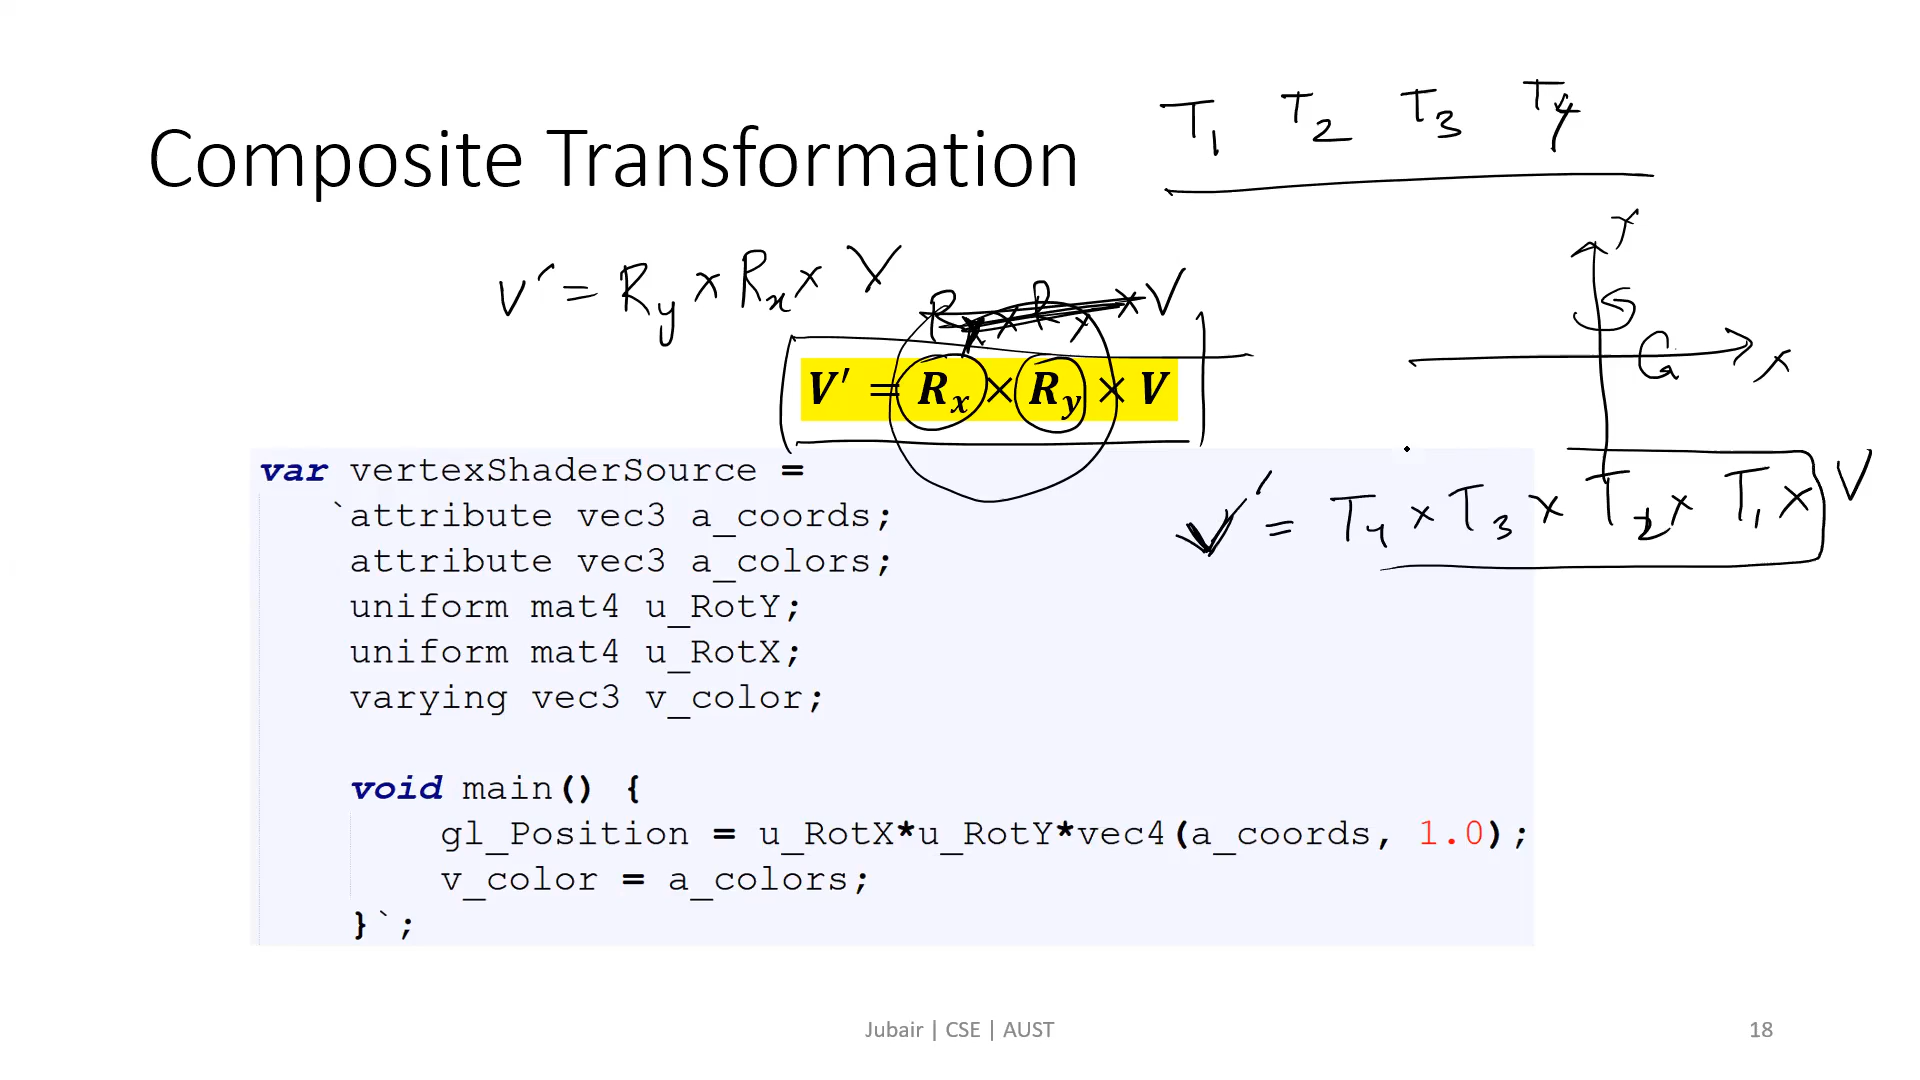 T1 T2 T3 T4
Composite Transformation
Y
V' = Ry × Rx × V
× V
V′ = Rx × Ry × V
x
V' = T4 × T3 × T2 × T1 × V
var vertexShaderSource =
`attribute vec3 a_coords;
attribute vec3 a_colors;
uniform mat4 u_RotY;
uniform mat4 u_RotX;
varying vec3 v_color;
void main() {
gl_Position = u_RotX*u_RotY*vec4(a_coords, 1.0);
v_color = a_colors;
}`;
Jubair | CSE | AUST
18